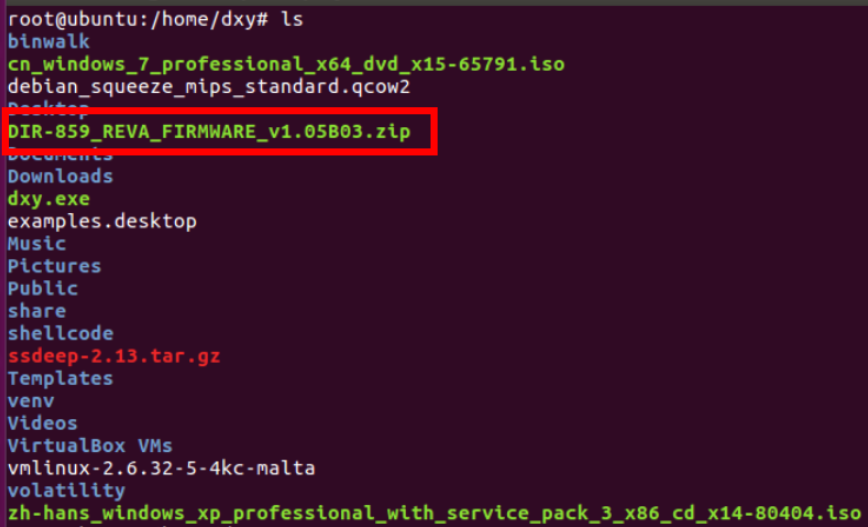 root@ubuntu:/home/dxy# ls
binwalk
cn_windows_7_professional_x64_dvd_x15-65791.iso
debian_squeeze_mips_standard.qcow2
Desktop
DIR-859_REVA_FIRMWARE_v1.05B03.zip
Documents
Downloads
dxy.exe
examples.desktop
Music
Pictures
Public
share
shellcode
ssdeep-2.13.tar.gz
Templates
venv
Videos
VirtualBox VMs
vmlinux-2.6.32-5-4kc-malta
volatility
zh-hans_windows_xp_professional_with_service_pack_3_x86_cd_x14-80404.iso